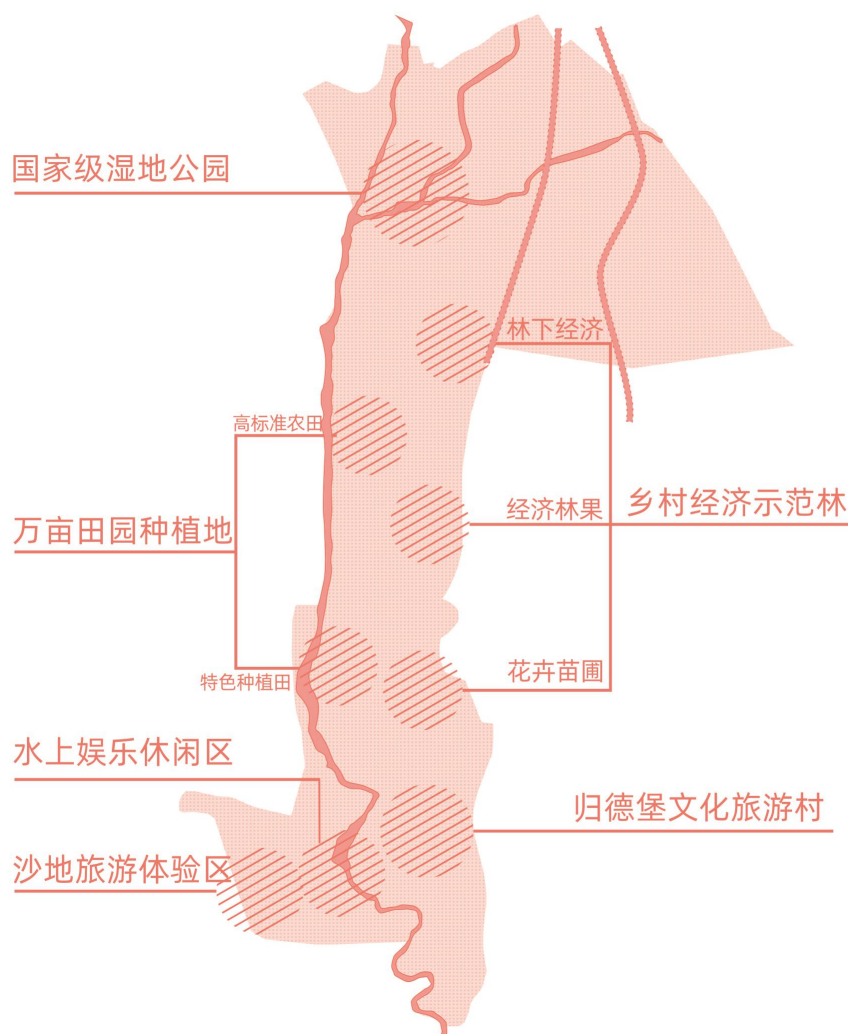 国家级湿地公园
林下经济
高标准农田
经济林果
乡村经济示范林
万亩田园种植地
花卉苗圃
特色种植田
水上娱乐休闲区
归德堡文化旅游村
沙地旅游体验区